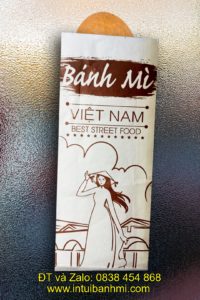 Bánh Mì
VIỆT NAM
BEST STREET FOOD
ĐT và Zalo: 0838 454 868
www.intuibanhmi.com